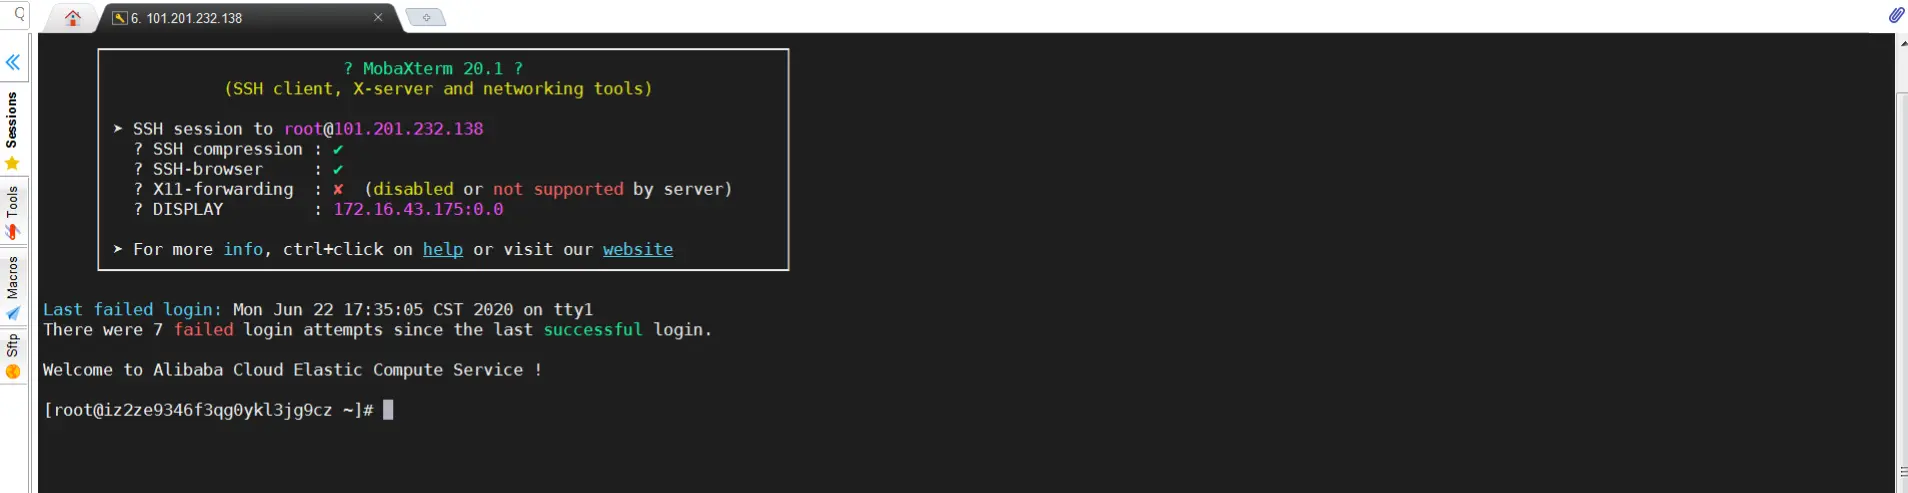 6. 101.201.232.138
? MobaXterm 20.1 ?
(SSH client, X-server and networking tools)
➤ SSH session to root@101.201.232.138
? SSH compression : ✔
? SSH-browser     : ✔
? X11-forwarding  : ✘  (disabled or not supported by server)
? DISPLAY         : 172.16.43.175:0.0
➤ For more info, ctrl+click on help or visit our website
Last failed login: Mon Jun 22 17:35:05 CST 2020 on tty1
There were 7 failed login attempts since the last successful login.
Welcome to Alibaba Cloud Elastic Compute Service !
[root@iz2ze9346f3qg0ykl3jg9cz ~]#
Sessions
Tools
Macros
Sftp